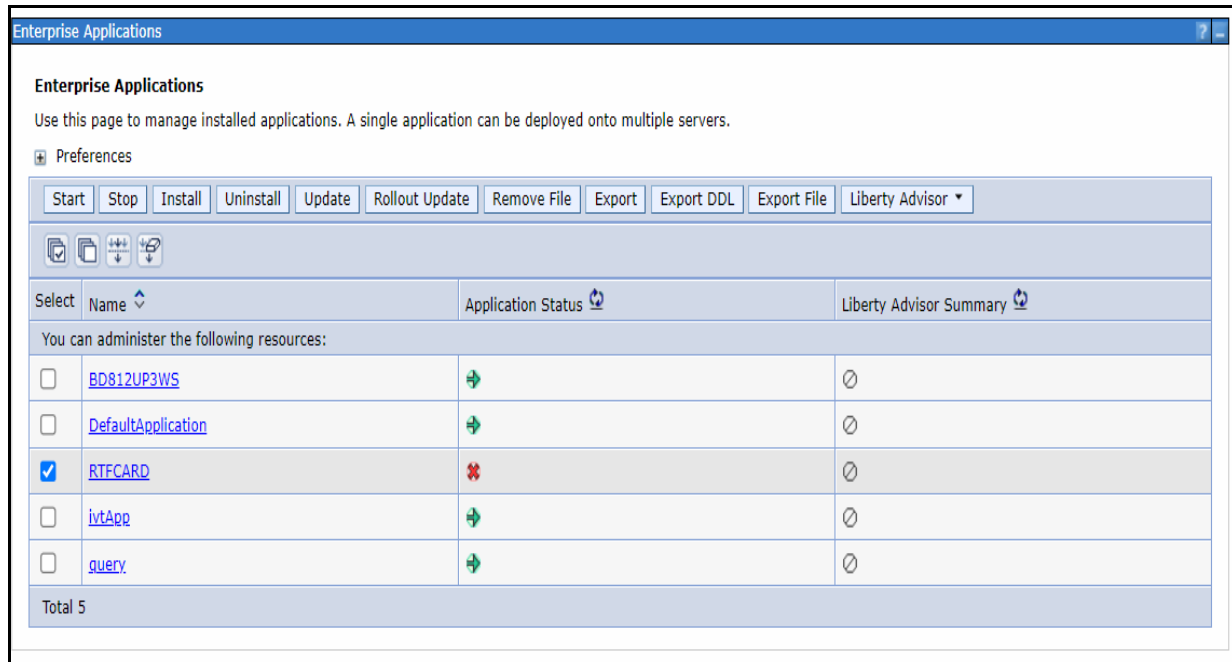 Enterprise Applications ? -
Enterprise Applications
Use this page to manage installed applications. A single application can be deployed onto multiple servers.
+ Preferences
Start Stop Install Uninstall Update Rollout Update Remove File Export Export DDL Export File Liberty Advisor
Select Name Application Status Liberty Advisor Summary
You can administer the following resources:
BD812UP3WS
DefaultApplication
RTFCARD
ivtApp
query
Total 5